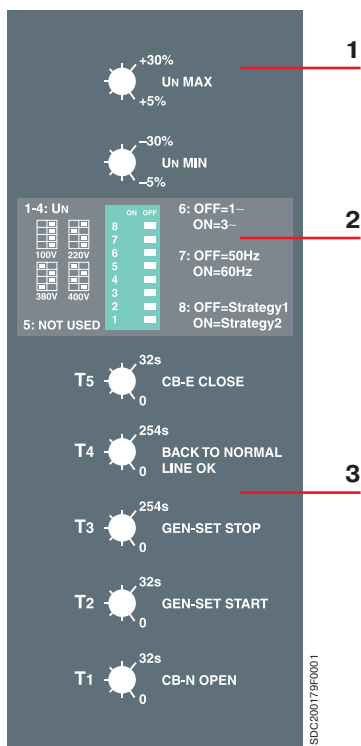 +30%
1
UN MAX
+5%
–30%
UN MIN
–5%
1-4: UN
100V 220V
380V 400V
5: NOT USED
ON OFF
8
7
6
5
4
3
2
1
6: OFF=1~
ON=3~
2
7: OFF=50Hz
ON=60Hz
8: OFF=Strategy1
ON=Strategy2
32s
T5 CB-E CLOSE
0
254s
T4 BACK TO NORMAL
LINE OK
0
3
254s
T3 GEN-SET STOP
0
32s
T2 GEN-SET START
0
32s
T1 CB-N OPEN
0
SDC200179F0001